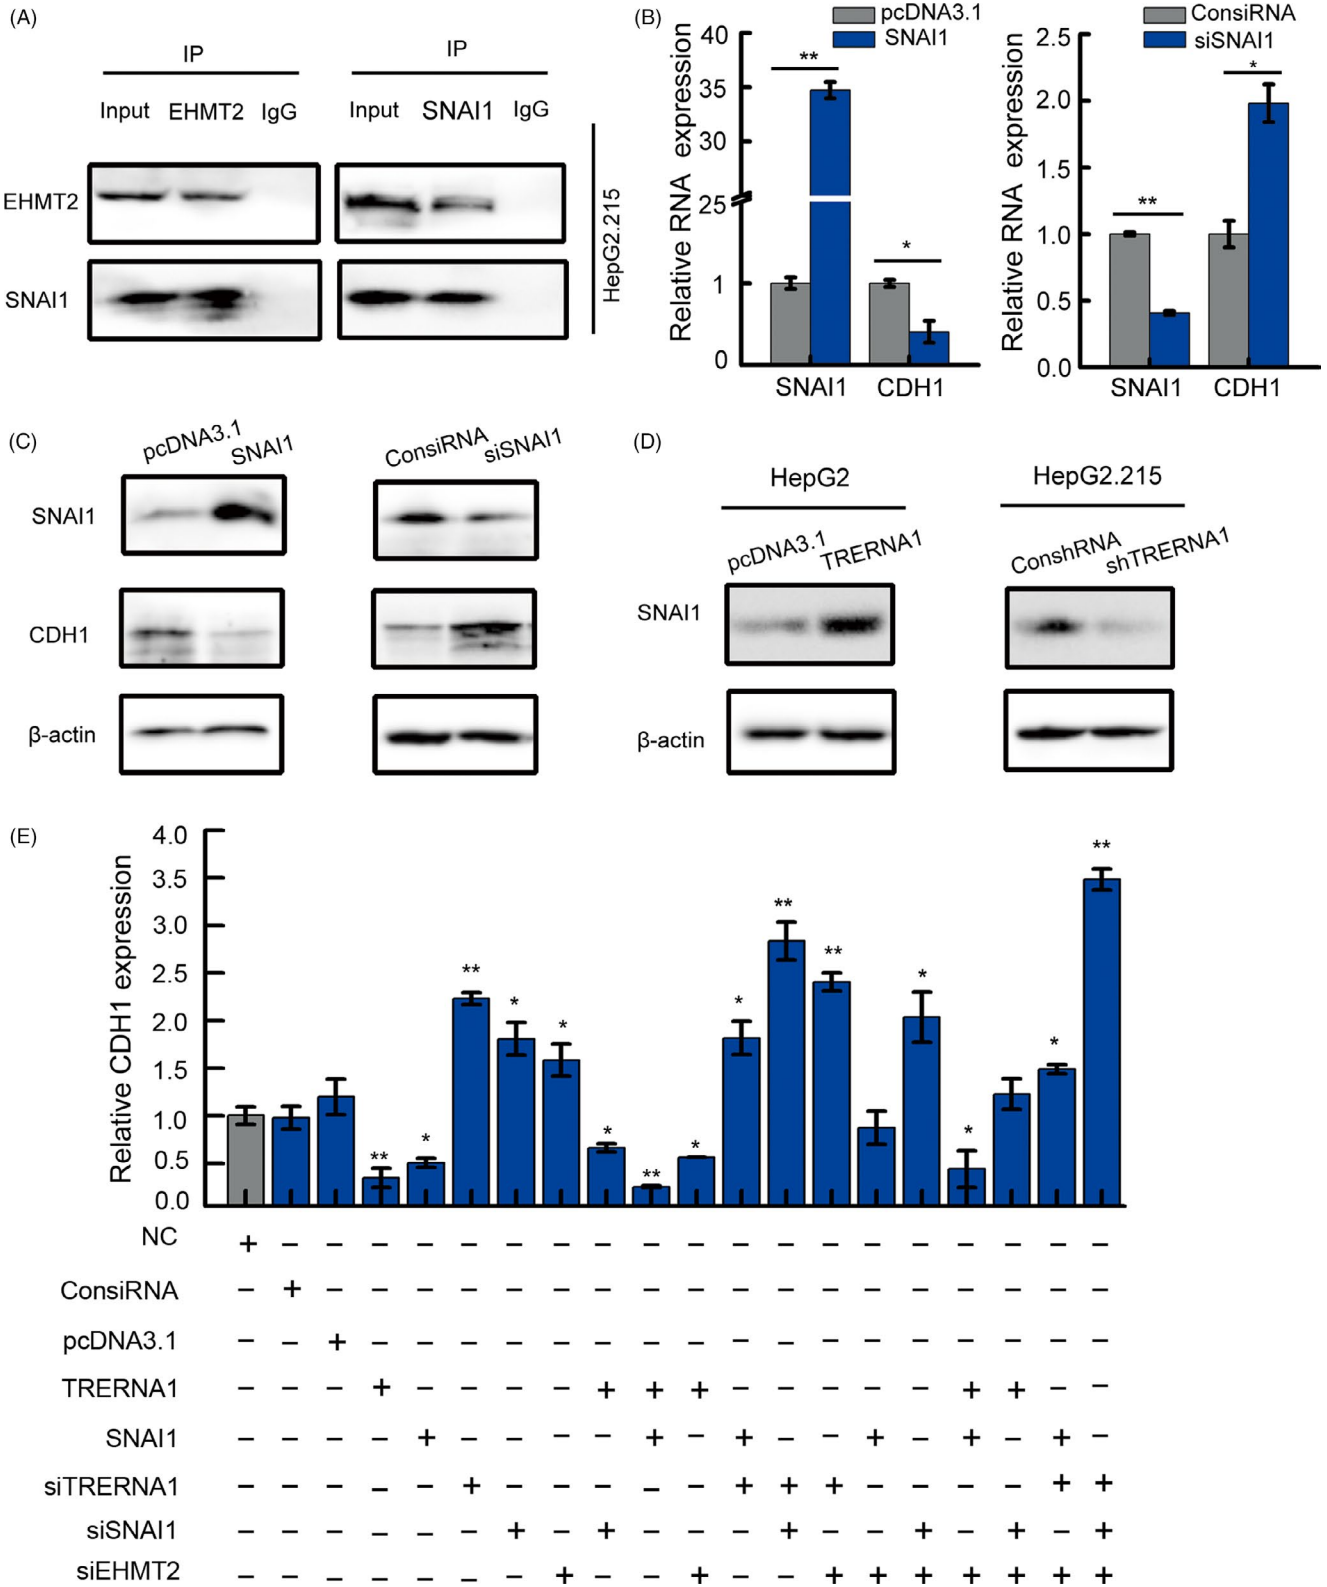 (A)
IP IP
Input EHMT2 IgG Input SNAI1 IgG
EHMT2
SNAI1
HepG2.215
(B)
pcDNA3.1
SNAI1
Relative RNA expression
40
35
30
25
1
0
** *
SNAI1 CDH1
ConsiRNA
siSNAI1
Relative RNA expression
2.5
2.0
1.5
1.0
0.5
0.0
** *
SNAI1 CDH1
(C)
pcDNA3.1 SNAI1 ConsiRNA siSNAI1
SNAI1
CDH1
β-actin
(D)
HepG2 HepG2.215
pcDNA3.1 TRERNA1 ConshRNA shTRERNA1
SNAI1
β-actin
(E)
Relative CDH1 expression
4.0
3.5
3.0
2.5
2.0
1.5
1.0
0.5
0.0
** * ** * * * ** * * ** ** * * * **
NC + – – – – – – – – – – – – – – – – – – –
ConsiRNA – + – – – – – – – – – – – – – – – – – –
pcDNA3.1 – – + – – – – – – – – – – – – – – – – –
TRERNA1 – – – + – – – – + + + – – – – – + + – –
SNAI1 – – – – + – – – – + – + – – + – + – + –
siTRERNA1 – – – – – + – – – – – + + + – – – – + +
siSNAI1 – – – – – – + – + – – – + – – + – + – +
siEHMT2 – – – – – – – + – – + – – + + + + + + +